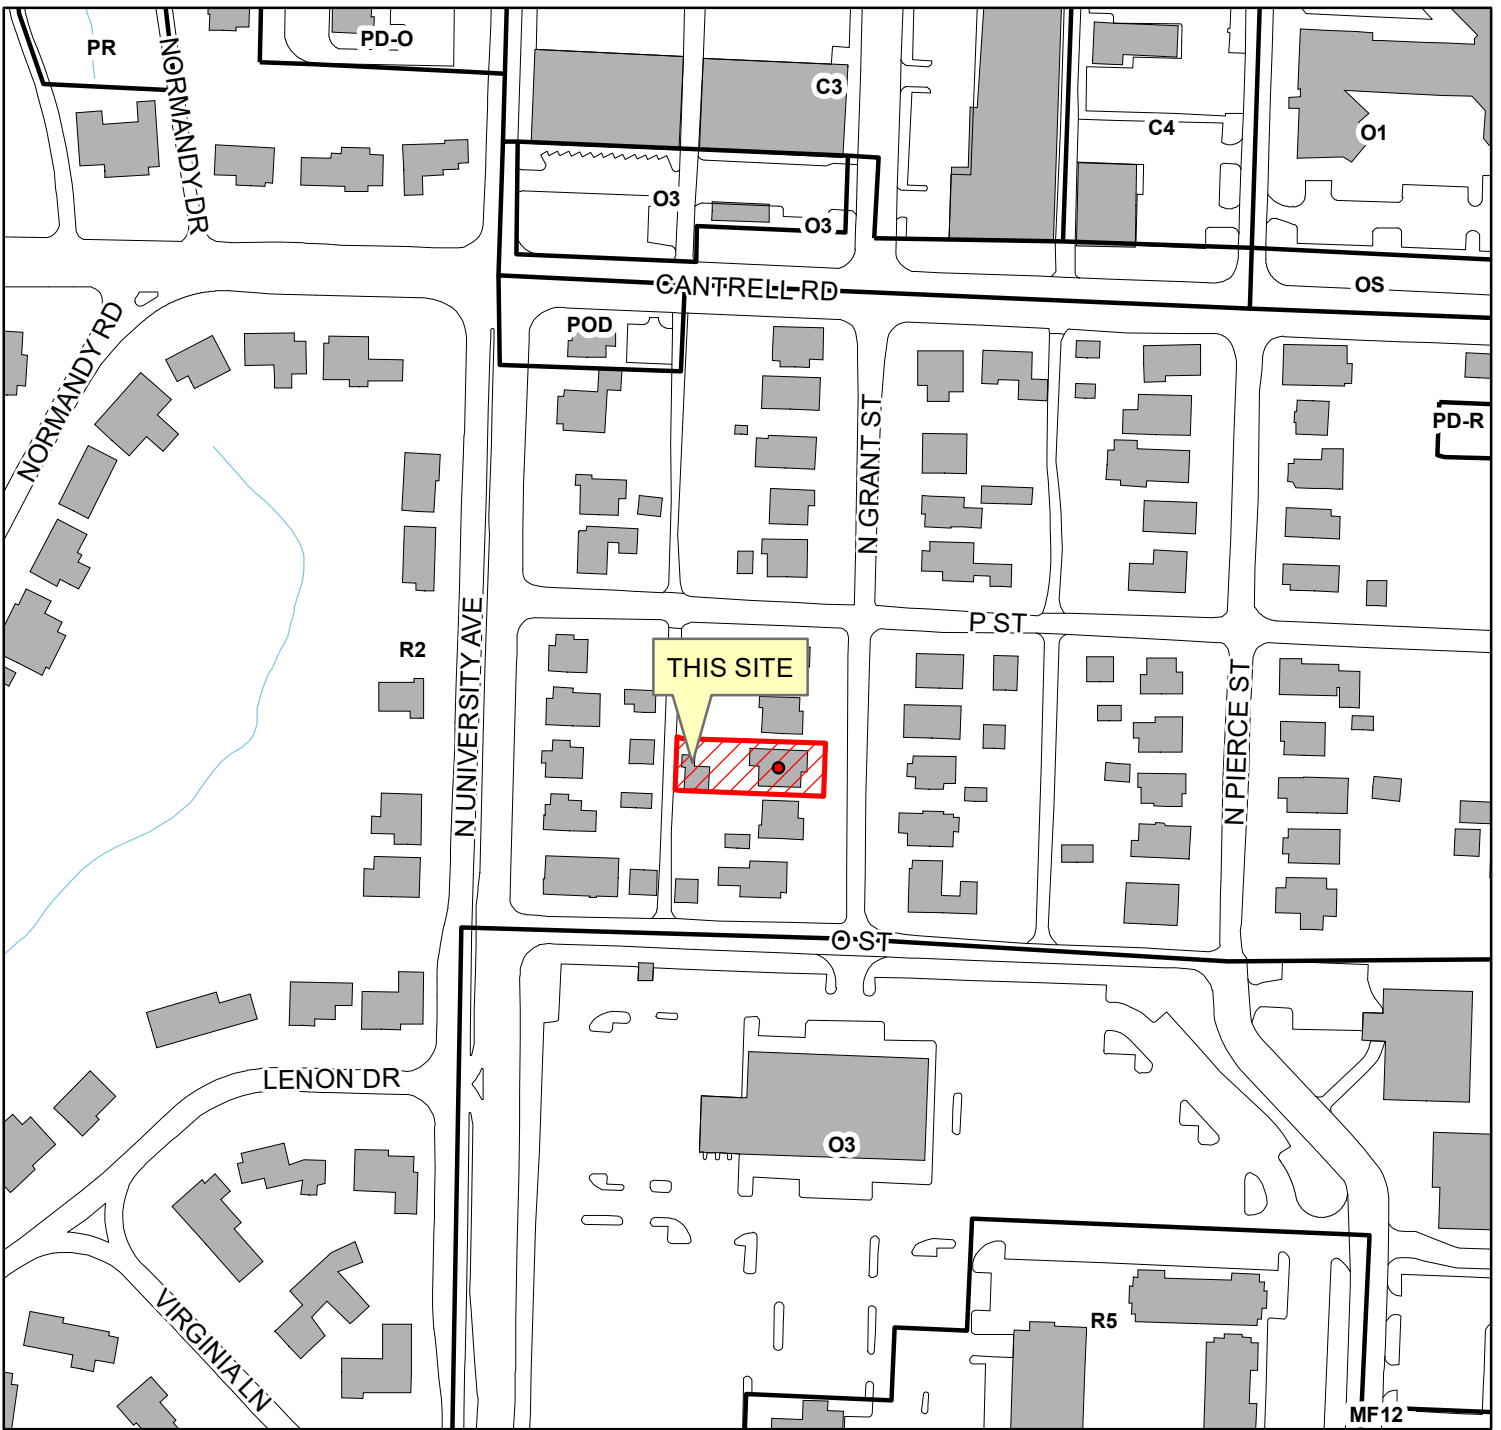 PR
NORMANDY DR
PD-O
C3
C4
O1
O3
O3
CANTRELL RD
OS
NORMANDY RD
POD
N GRANT ST
PD-R
P ST
N UNIVERSITY AVE
R2
THIS SITE
N PIERCE ST
O ST
LENON DR
O3
VIRGINIA LN
R5
MF12